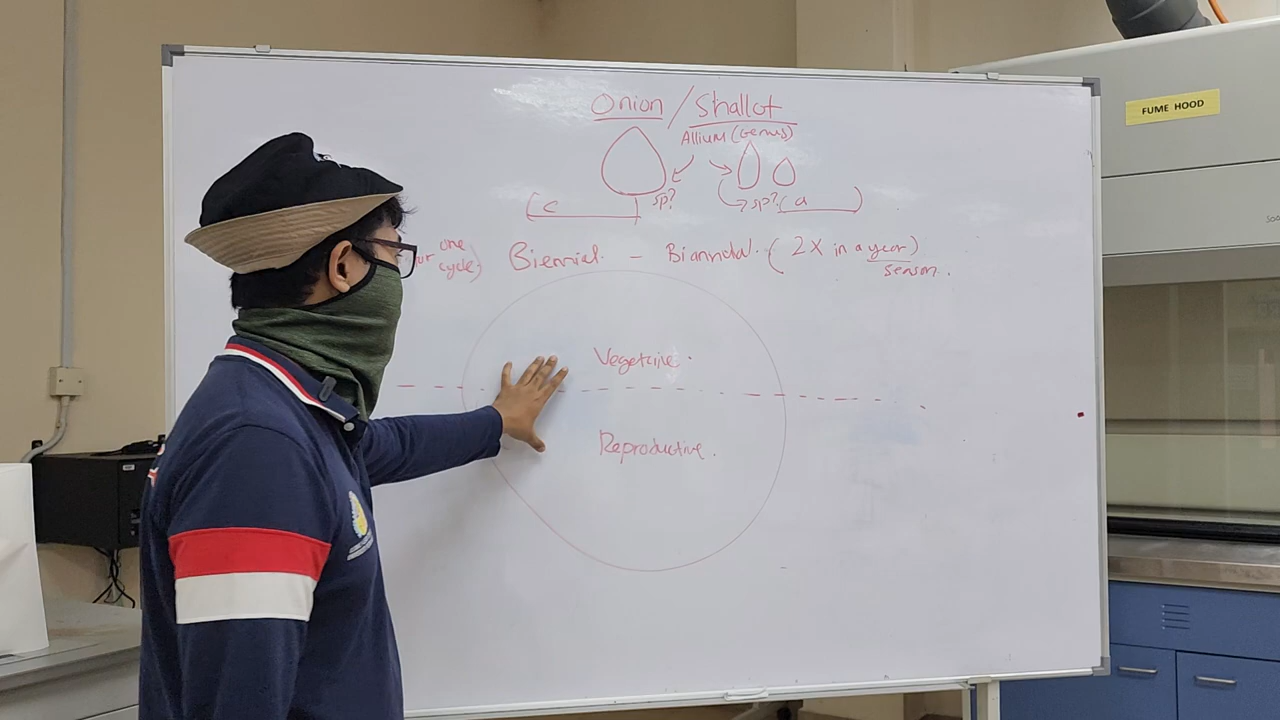 FUME HOOD
Onion / Shallot
Allium (Genus)
sp? sp? ( a )
( c )
one
cycle)
Biennial. - Biannual. ( 2X in a year)
season.
Vegetative.
Reproductive.